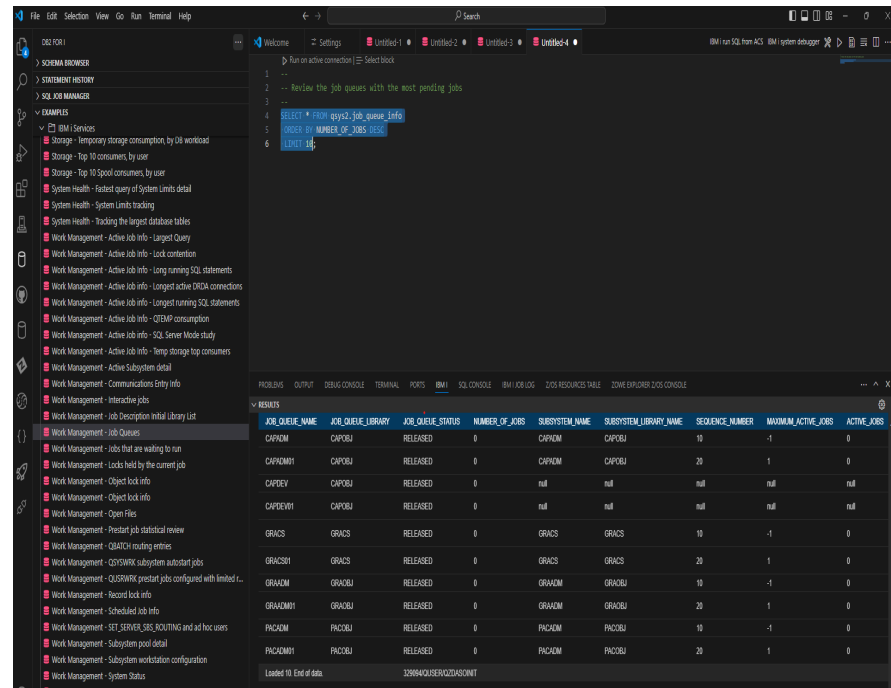 File Edit Selection View Go Run Terminal Help
Search
DB2 FOR I
Welcome Settings Untitled-1 Untitled-2 Untitled-3 Untitled-4
IBM i run SQL from ACS IBM i system debugger
SCHEMA BROWSER
STATEMENT HISTORY
SQL JOB MANAGER
EXAMPLES
IBM i Services
Storage - Temporary storage consumption, by DB workload
Storage - Top 10 consumers, by user
Storage - Top 10 Spool consumers, by user
System Health - Fastest query of System Limits detail
System Health - System Limits tracking
System Health - Tracking the largest database tables
Work Management - Active Job Info - Largest Query
Work Management - Active Job Info - Lock contention
Work Management - Active Job Info - Long running SQL statements
Work Management - Active Job info - Longest active DRDA connections
Work Management - Active Job info - Longest running SQL statements
Work Management - Active Job Info - QTEMP consumption
Work Management - Active Job info - SQL Server Mode study
Work Management - Active Job Info - Temp storage top consumers
Work Management - Active Subsystem detail
Work Management - Communications Entry Info
Work Management - Interactive jobs
Work Management - Job Description Initial Library List
Work Management - Job Queues
Work Management - Jobs that are waiting to run
Work Management - Locks held by the current job
Work Management - Object lock info
Work Management - Object lock info
Work Management - Open Files
Work Management - Prestart job statistical review
Work Management - QBATCH routing entries
Work Management - QSYSWRK subsystem autostart jobs
Work Management - QUSRWRK prestart jobs configured with limited r...
Work Management - Record lock info
Work Management - Scheduled Job Info
Work Management - SET_SERVER_SBS_ROUTING and ad hoc users
Work Management - Subsystem pool detail
Work Management - Subsystem workstation configuration
Work Management - System Status
Run on active connection | Select block
1 --
2 -- Review the job queues with the most pending jobs
3 --
4 SELECT * FROM qsys2.job_queue_info
5 ORDER BY NUMBER_OF_JOBS DESC
6 LIMIT 10;
PROBLEMS OUTPUT DEBUG CONSOLE TERMINAL PORTS IBM I SQL CONSOLE IBM I JOB LOG Z/OS RESOURCES TABLE ZOWE EXPLORER Z/OS CONSOLE
RESULTS
JOB_QUEUE_NAME JOB_QUEUE_LIBRARY JOB_QUEUE_STATUS NUMBER_OF_JOBS SUBSYSTEM_NAME SUBSYSTEM_LIBRARY_NAME SEQUENCE_NUMBER MAXIMUM_ACTIVE_JOBS ACTIVE_JOBS
CAPADM CAPOBJ RELEASED 0 CAPADM CAPOBJ 10 -1 0
CAPADM01 CAPOBJ RELEASED 0 CAPADM CAPOBJ 20 1 0
CAPDEV CAPOBJ RELEASED 0 null null null null null
CAPDEV01 CAPOBJ RELEASED 0 null null null null null
GRACS GRACS RELEASED 0 GRACS GRACS 10 -1 0
GRACS01 GRACS RELEASED 0 GRACS GRACS 20 1 0
GRAADM GRAOBJ RELEASED 0 GRAADM GRAOBJ 10 -1 0
GRAADM01 GRAOBJ RELEASED 0 GRAADM GRAOBJ 20 1 0
PACADM PACOBJ RELEASED 0 PACADM PACOBJ 10 -1 0
PACADM01 PACOBJ RELEASED 0 PACADM PACOBJ 20 1 0
Loaded 10. End of data. 329094/QUSER/QZDASOINIT